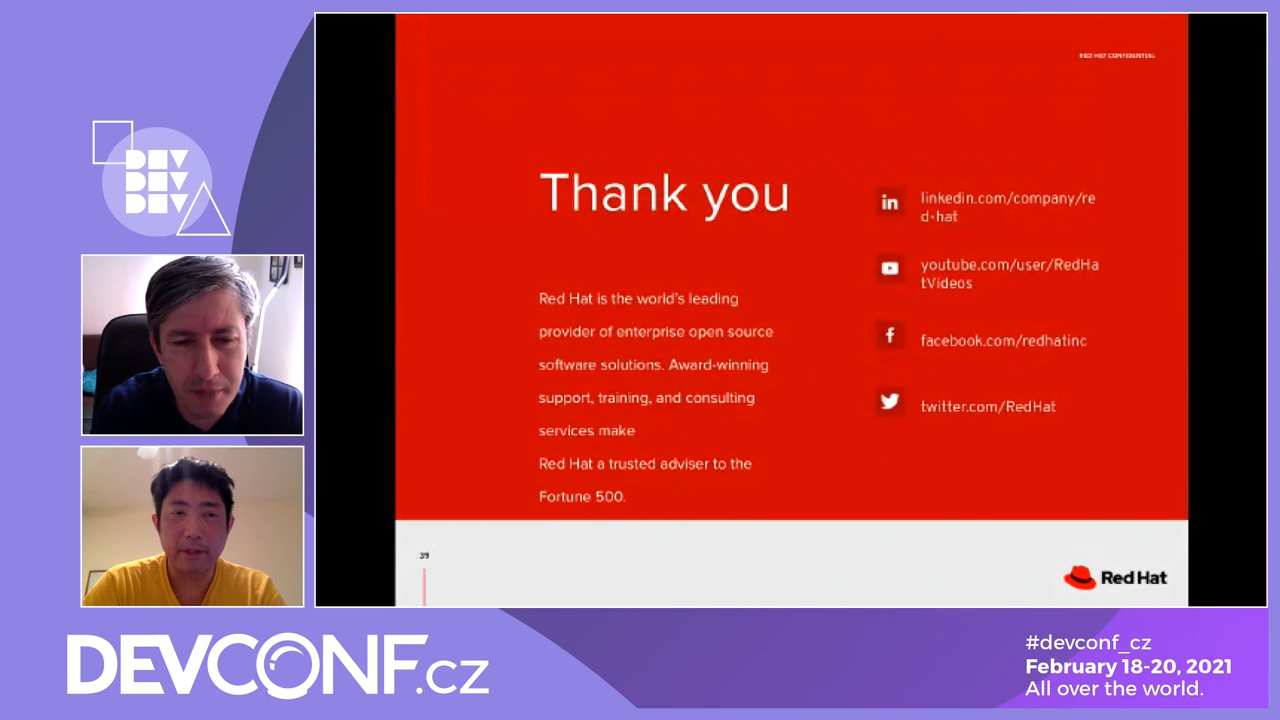 DEV
DEV
DEV
RED HAT CONFIDENTIAL
Thank you
Red Hat is the world's leading
provider of enterprise open source
software solutions. Award-winning
support, training, and consulting
services make
Red Hat a trusted adviser to the
Fortune 500.
in
linkedin.com/company/re
d-hat
youtube.com/user/RedHa
tVideos
f
facebook.com/redhatinc
twitter.com/RedHat
39
Red Hat
DEVCONF.cz
#devconf_cz
February 18-20, 2021
All over the world.